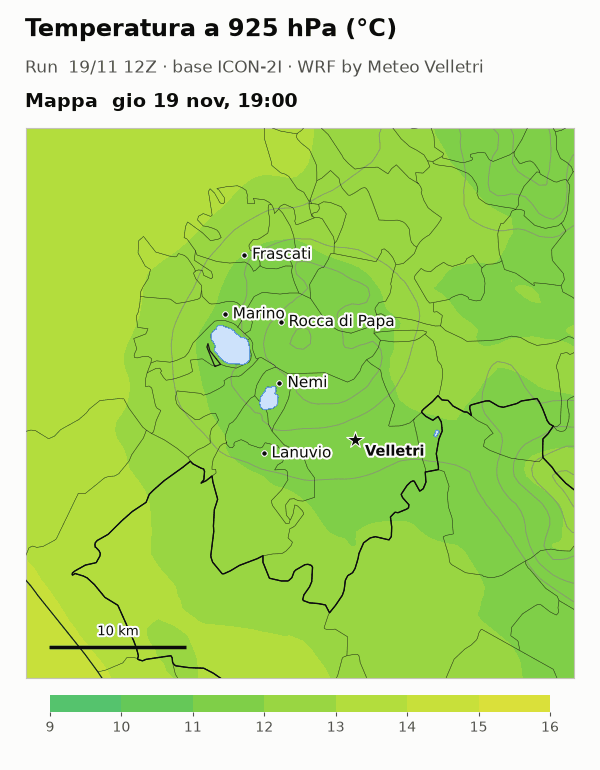 Temperatura a 925 hPa (°C)
Run 19/11 12Z · base ICON-2I · WRF by Meteo Velletri
Mappa gio 19 nov, 19:00
Frascati
Marino
Rocca di Papa
Nemi
Velletri
Lanuvio
10 km
9 10 11 12 13 14 15 16